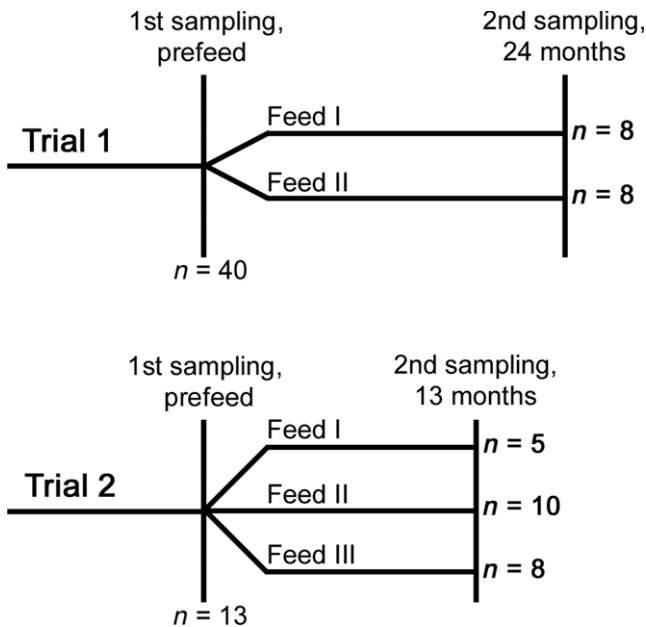 1st sampling,
prefeed
2nd sampling,
24 months
Trial 1
Feed I
n = 8
Feed II
n = 8
n = 40
1st sampling,
prefeed
2nd sampling,
13 months
Trial 2
Feed I
n = 5
Feed II
n = 10
Feed III
n = 8
n = 13